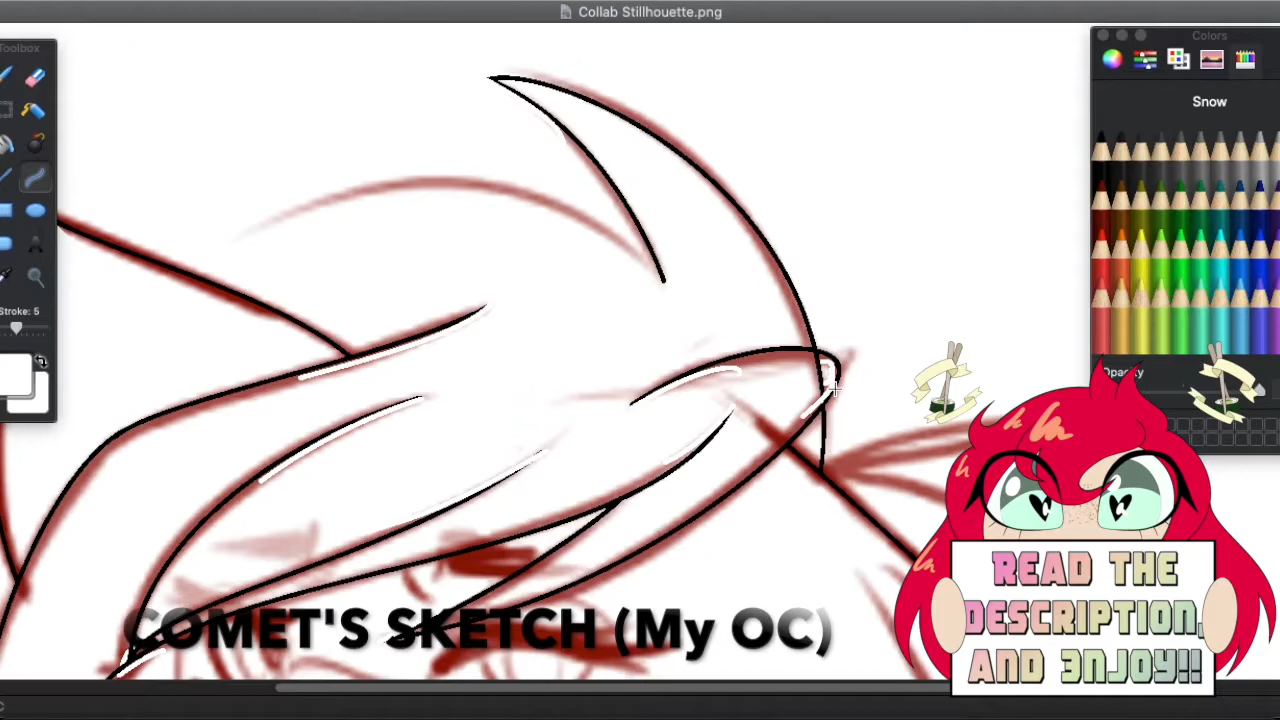 Collab Stillhouette.png
Toolbox
Colors
Snow
Stroke: 5
Opacity
COMET'S SKETCH (My OC)
READ THE
DESCRIPTION,
AND 3NJOY!!